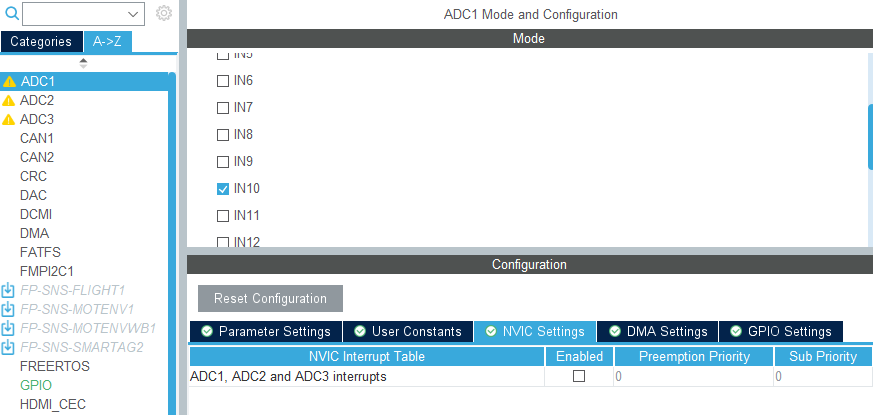 ADC1 Mode and Configuration
Categories A->Z
ADC1
ADC2
ADC3
CAN1
CAN2
CRC
DAC
DCMI
DMA
FATFS
FMPI2C1
FP-SNS-FLIGHT1
FP-SNS-MOTENV1
FP-SNS-MOTENVWB1
FP-SNS-SMARTAG2
FREERTOS
GPIO
HDMI_CEC
Mode
IN5
IN6
IN7
IN8
IN9
IN10
IN11
IN12
Configuration
Reset Configuration
Parameter Settings User Constants NVIC Settings DMA Settings GPIO Settings
NVIC Interrupt Table Enabled Preemption Priority Sub Priority
ADC1, ADC2 and ADC3 interrupts 0 0